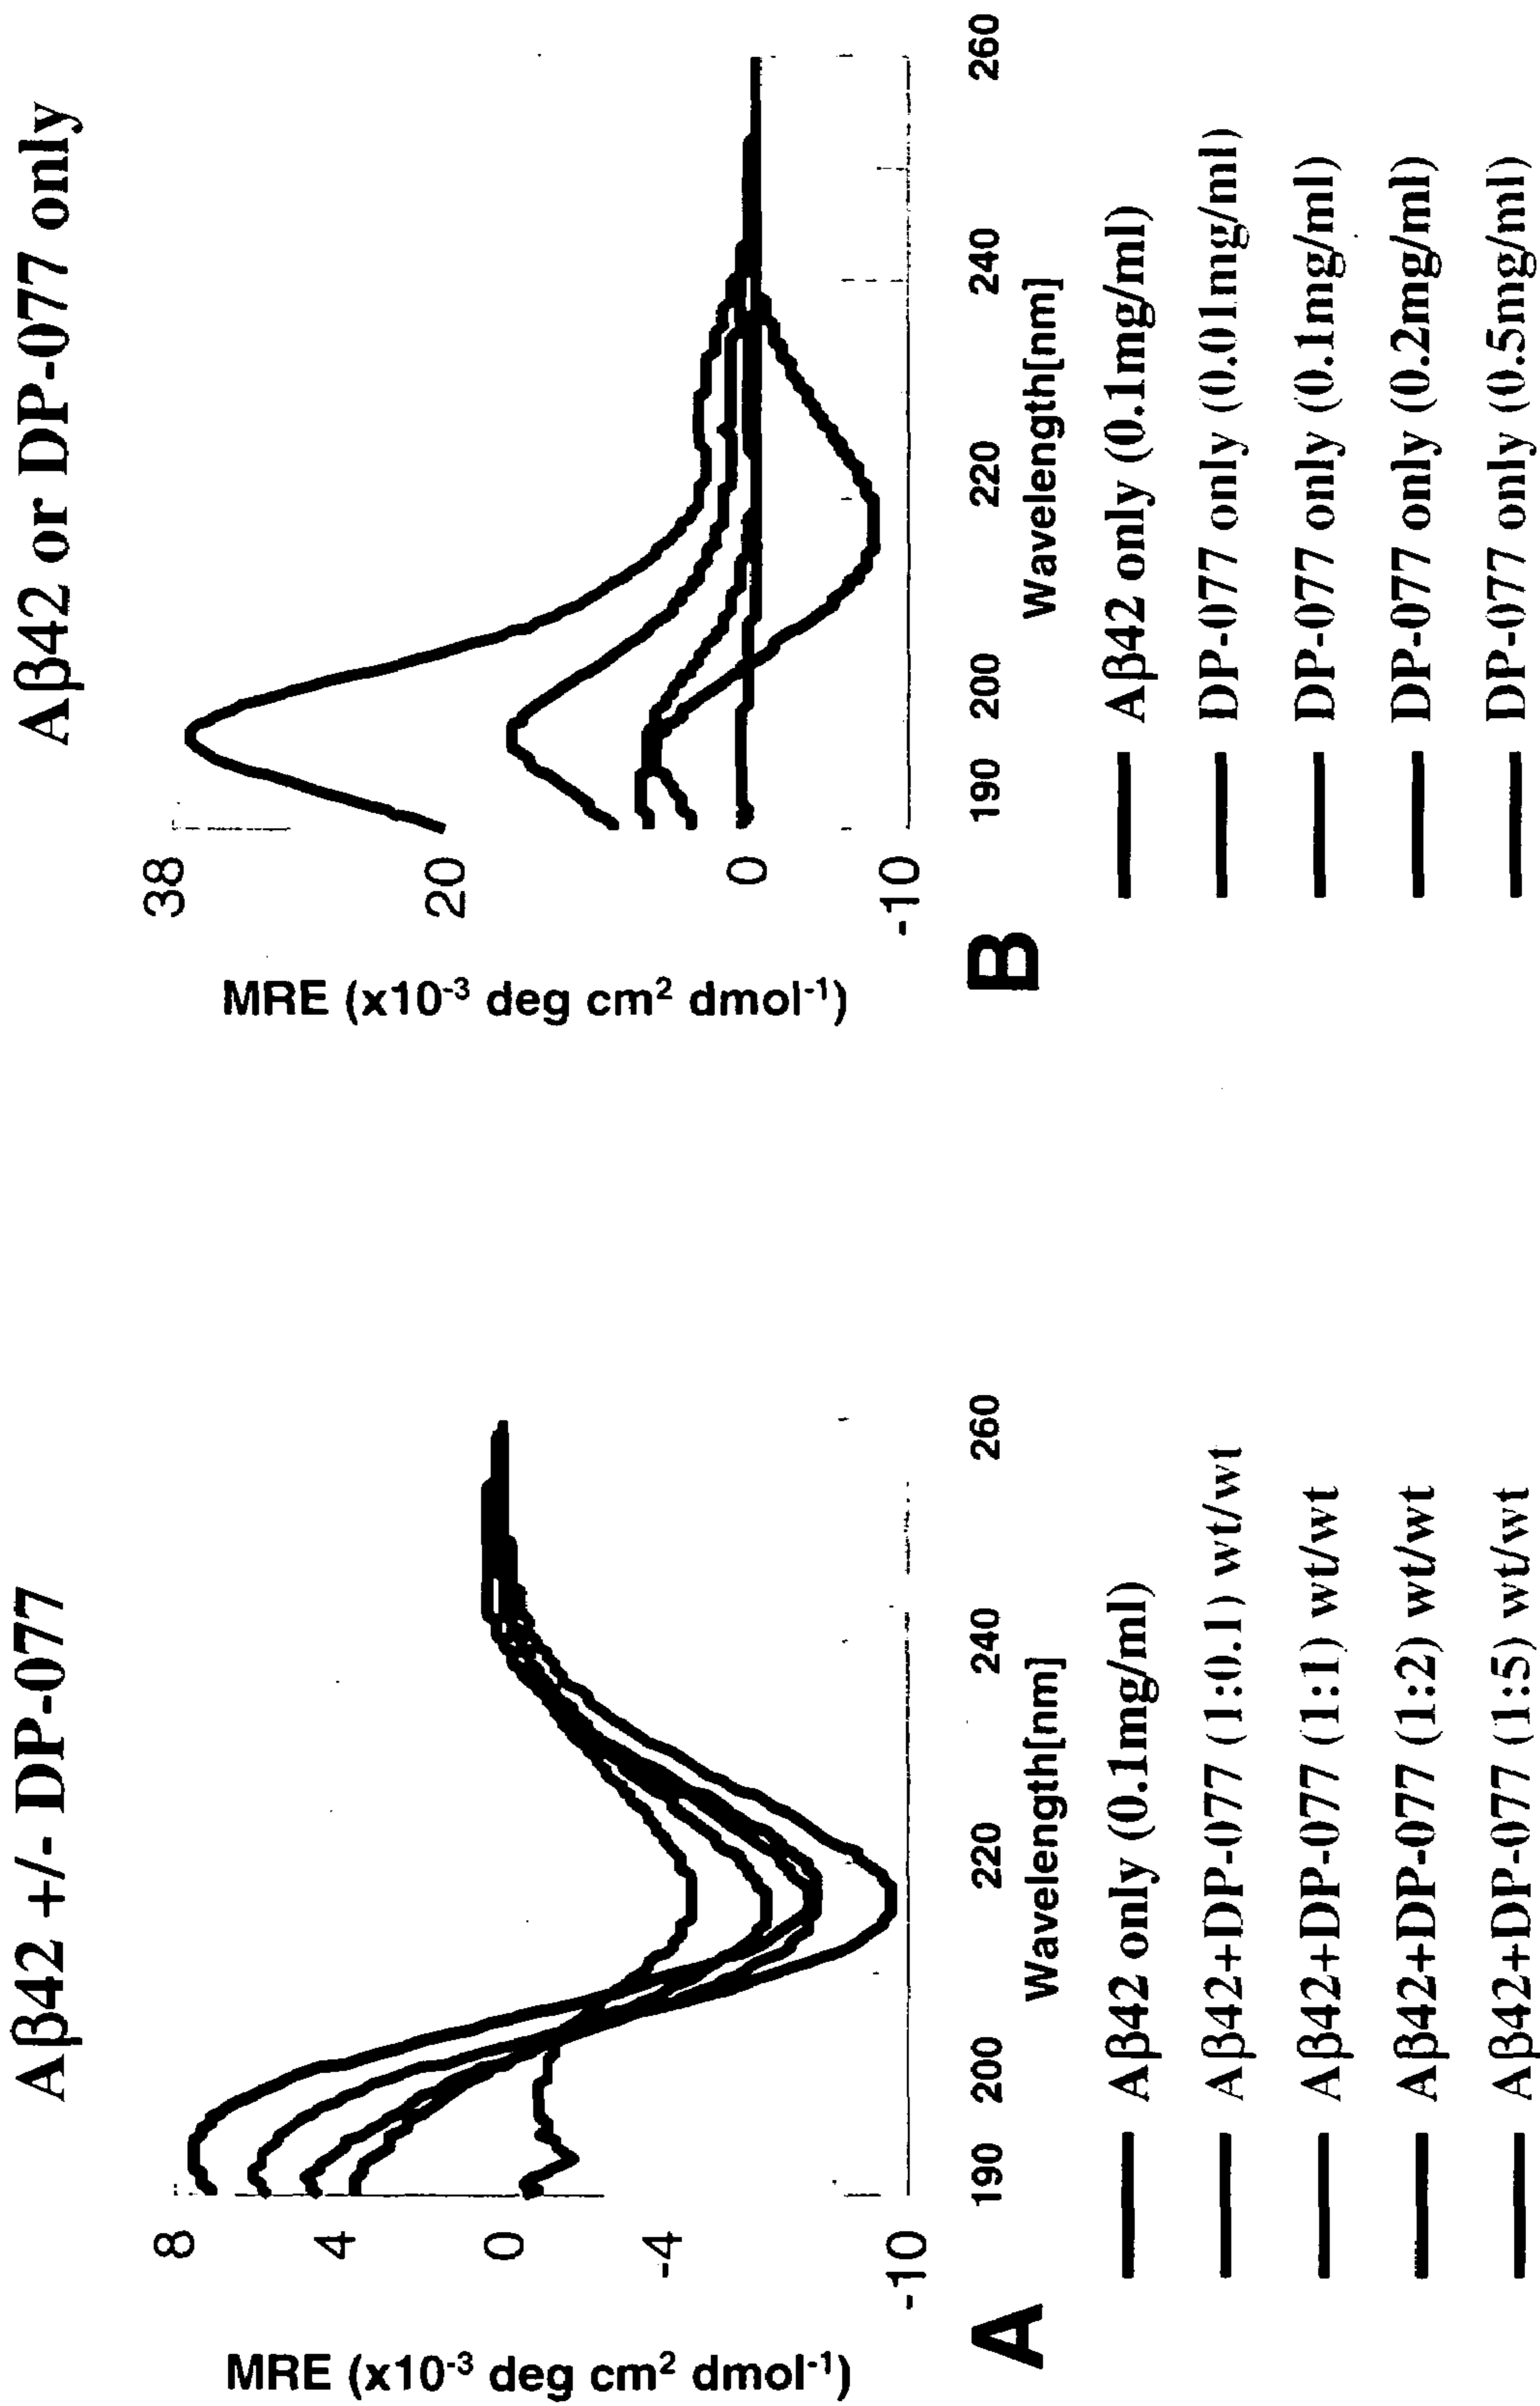 Aβ42 +/- DP-077
MRE (x10⁻³ deg cm² dmol⁻¹)
8
4
0
-4
-10
190
200
220
240
260
Wavelength[nm]
A
Aβ42 only (0.1mg/ml)
Aβ42+DP-077 (1:0.1) wt/wt
Aβ42+DP-077 (1:1) wt/wt
Aβ42+DP-077 (1:2) wt/wt
Aβ42+DP-077 (1:5) wt/wt
Aβ42 or DP-077 only
MRE (x10⁻³ deg cm² dmol⁻¹)
38
20
0
-10
190
200
220
240
260
Wavelength[nm]
B
Aβ42 only (0.1mg/ml)
DP-077 only (0.01mg/ml)
DP-077 only (0.1mg/ml)
DP-077 only (0.2mg/ml)
DP-077 only (0.5mg/ml)